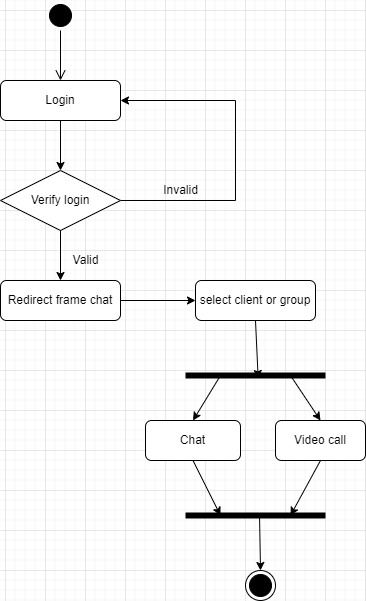 Login
Verify login
Invalid
Valid
Redirect frame chat
select client or group
Chat
Video call